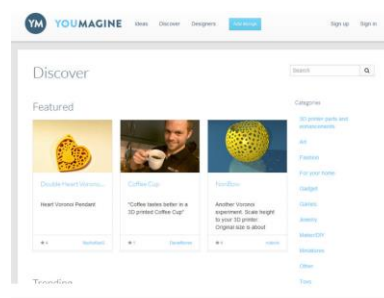 YM YOUMAGINE Ideas Discover Designers Sign up Sign in
Discover
Search
Featured
Categories
3D printer parts and
enhancements
Art
Fashion
For your home
Gadget
Games
Double Heart Voronoi...
Coffee Cup
Heart Voronoi Pendant
"Coffee tastes better in a
3D printed Coffee Cup"
Another Voronoi
experiment. Scale height
to your 3D printer.
Original size is about
Maker/DIY
Miniatures
Other
Toys
Trending